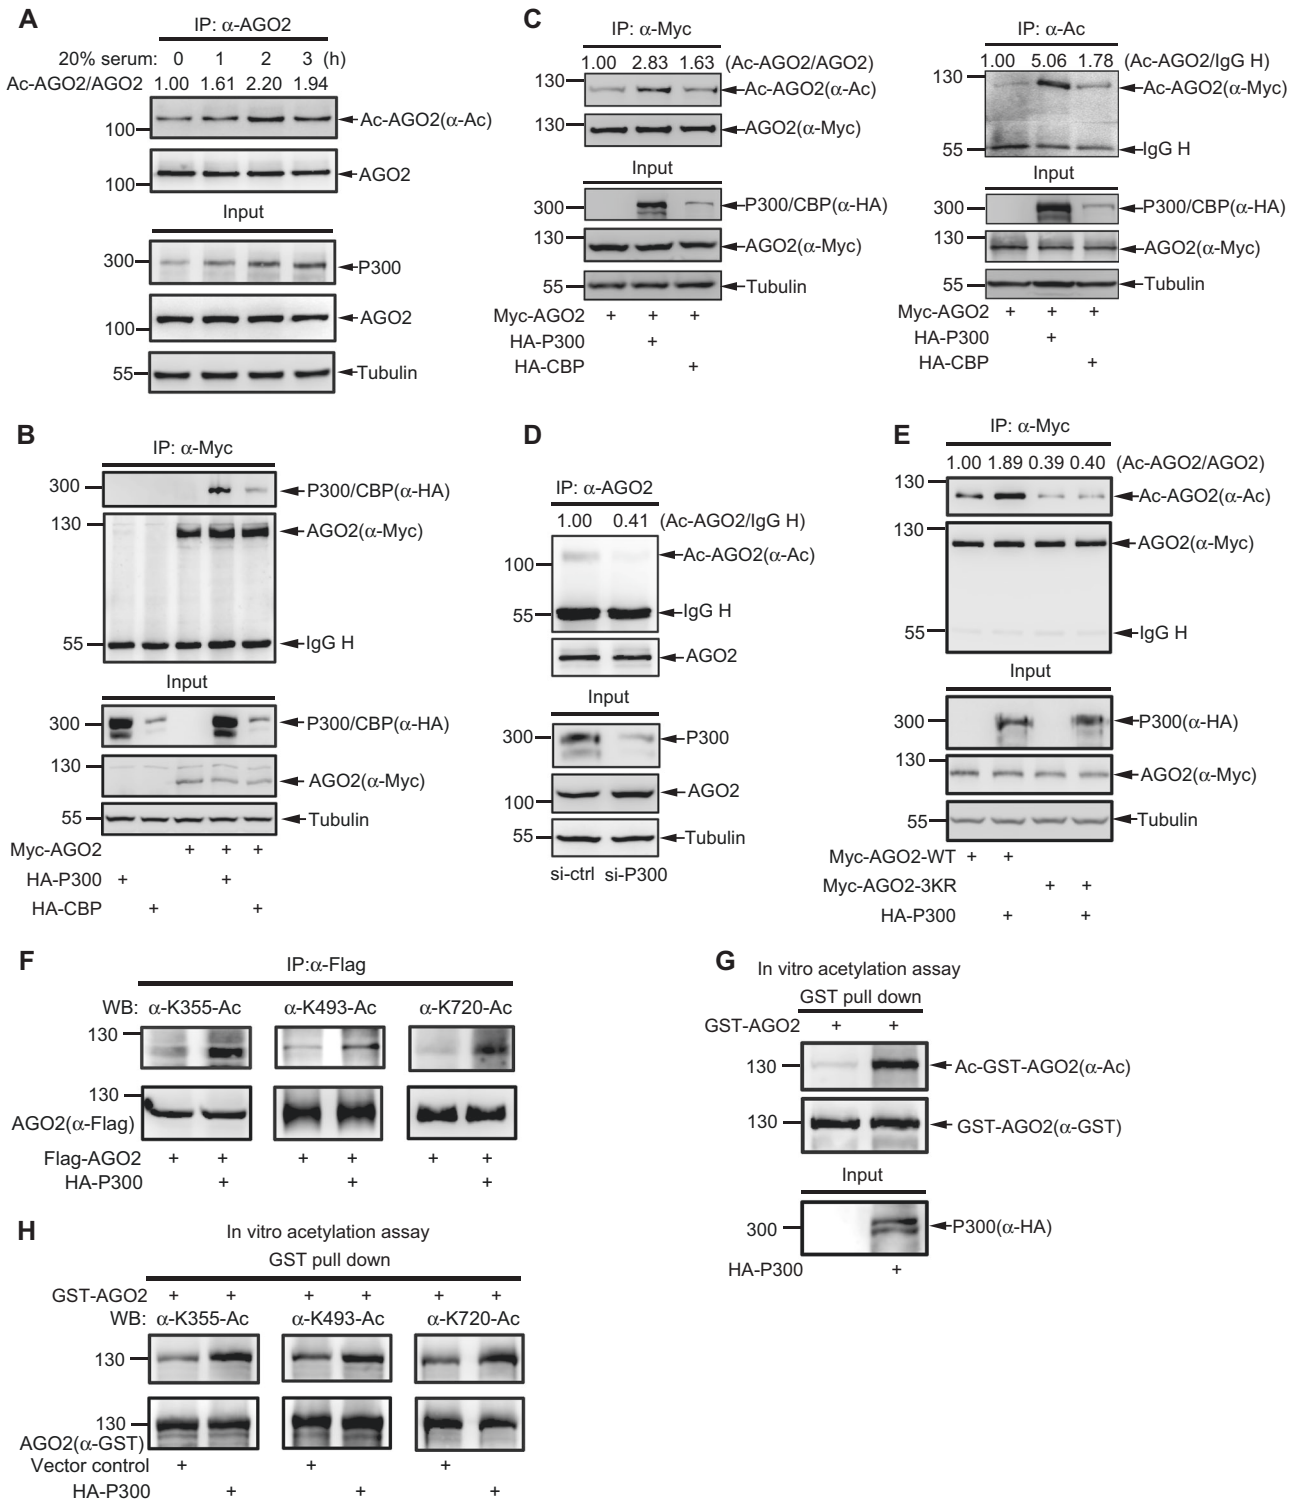 A
IP: α-AGO2
20% serum: 0 1 2 3 (h)
Ac-AGO2/AGO2 1.00 1.61 2.20 1.94
Ac-AGO2(α-Ac)
100
AGO2
100
Input
300
P300
AGO2
100
55
Tubulin
B
IP: α-Myc
300
P300/CBP(α-HA)
130
AGO2(α-Myc)
55
IgG H
Input
300
P300/CBP(α-HA)
130
AGO2(α-Myc)
55
Tubulin
Myc-AGO2 + + +
HA-P300 + +
HA-CBP + +
C
IP: α-Myc
1.00 2.83 1.63 (Ac-AGO2/AGO2)
130
Ac-AGO2(α-Ac)
130
AGO2(α-Myc)
Input
300
P300/CBP(α-HA)
130
AGO2(α-Myc)
55
Tubulin
Myc-AGO2 + + +
HA-P300 +
HA-CBP +
IP: α-Ac
1.00 5.06 1.78 (Ac-AGO2/IgG H)
130
Ac-AGO2(α-Myc)
55
IgG H
Input
300
P300/CBP(α-HA)
130
AGO2(α-Myc)
55
Tubulin
Myc-AGO2 + + +
HA-P300 +
HA-CBP +
D
IP: α-AGO2
1.00 0.41 (Ac-AGO2/IgG H)
Ac-AGO2(α-Ac)
100
55
IgG H
AGO2
Input
300
P300
AGO2
100
55
Tubulin
si-ctrl si-P300
E
IP: α-Myc
1.00 1.89 0.39 0.40 (Ac-AGO2/AGO2)
130
Ac-AGO2(α-Ac)
130
AGO2(α-Myc)
55
IgG H
Input
300
P300(α-HA)
130
AGO2(α-Myc)
55
Tubulin
Myc-AGO2-WT + +
Myc-AGO2-3KR + +
HA-P300 + +
F
IP:α-Flag
WB: α-K355-Ac α-K493-Ac α-K720-Ac
130
130
AGO2(α-Flag)
Flag-AGO2 + + + + + +
HA-P300 + + +
G
In vitro acetylation assay
GST pull down
GST-AGO2 + +
130
Ac-GST-AGO2(α-Ac)
130
GST-AGO2(α-GST)
Input
300
P300(α-HA)
HA-P300 +
H
In vitro acetylation assay
GST pull down
GST-AGO2 + + + + + +
WB: α-K355-Ac α-K493-Ac α-K720-Ac
130
130
AGO2(α-GST)
Vector control + + +
HA-P300 + + +